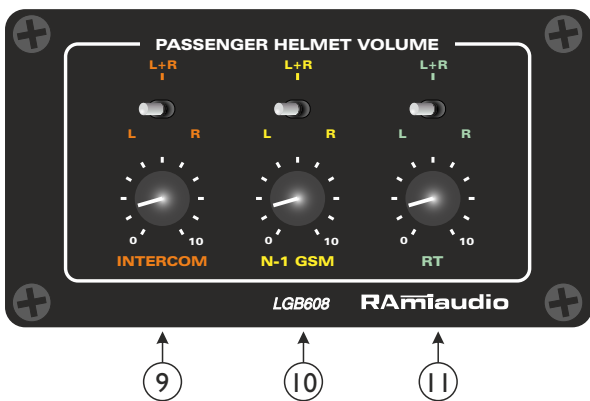 PASSENGER HELMET VOLUME
L+R L+R L+R
L R L R L R
0 10 0 10 0 10
INTERCOM N-1 GSM RT
LGB608 RAmiaudio
9 10 11